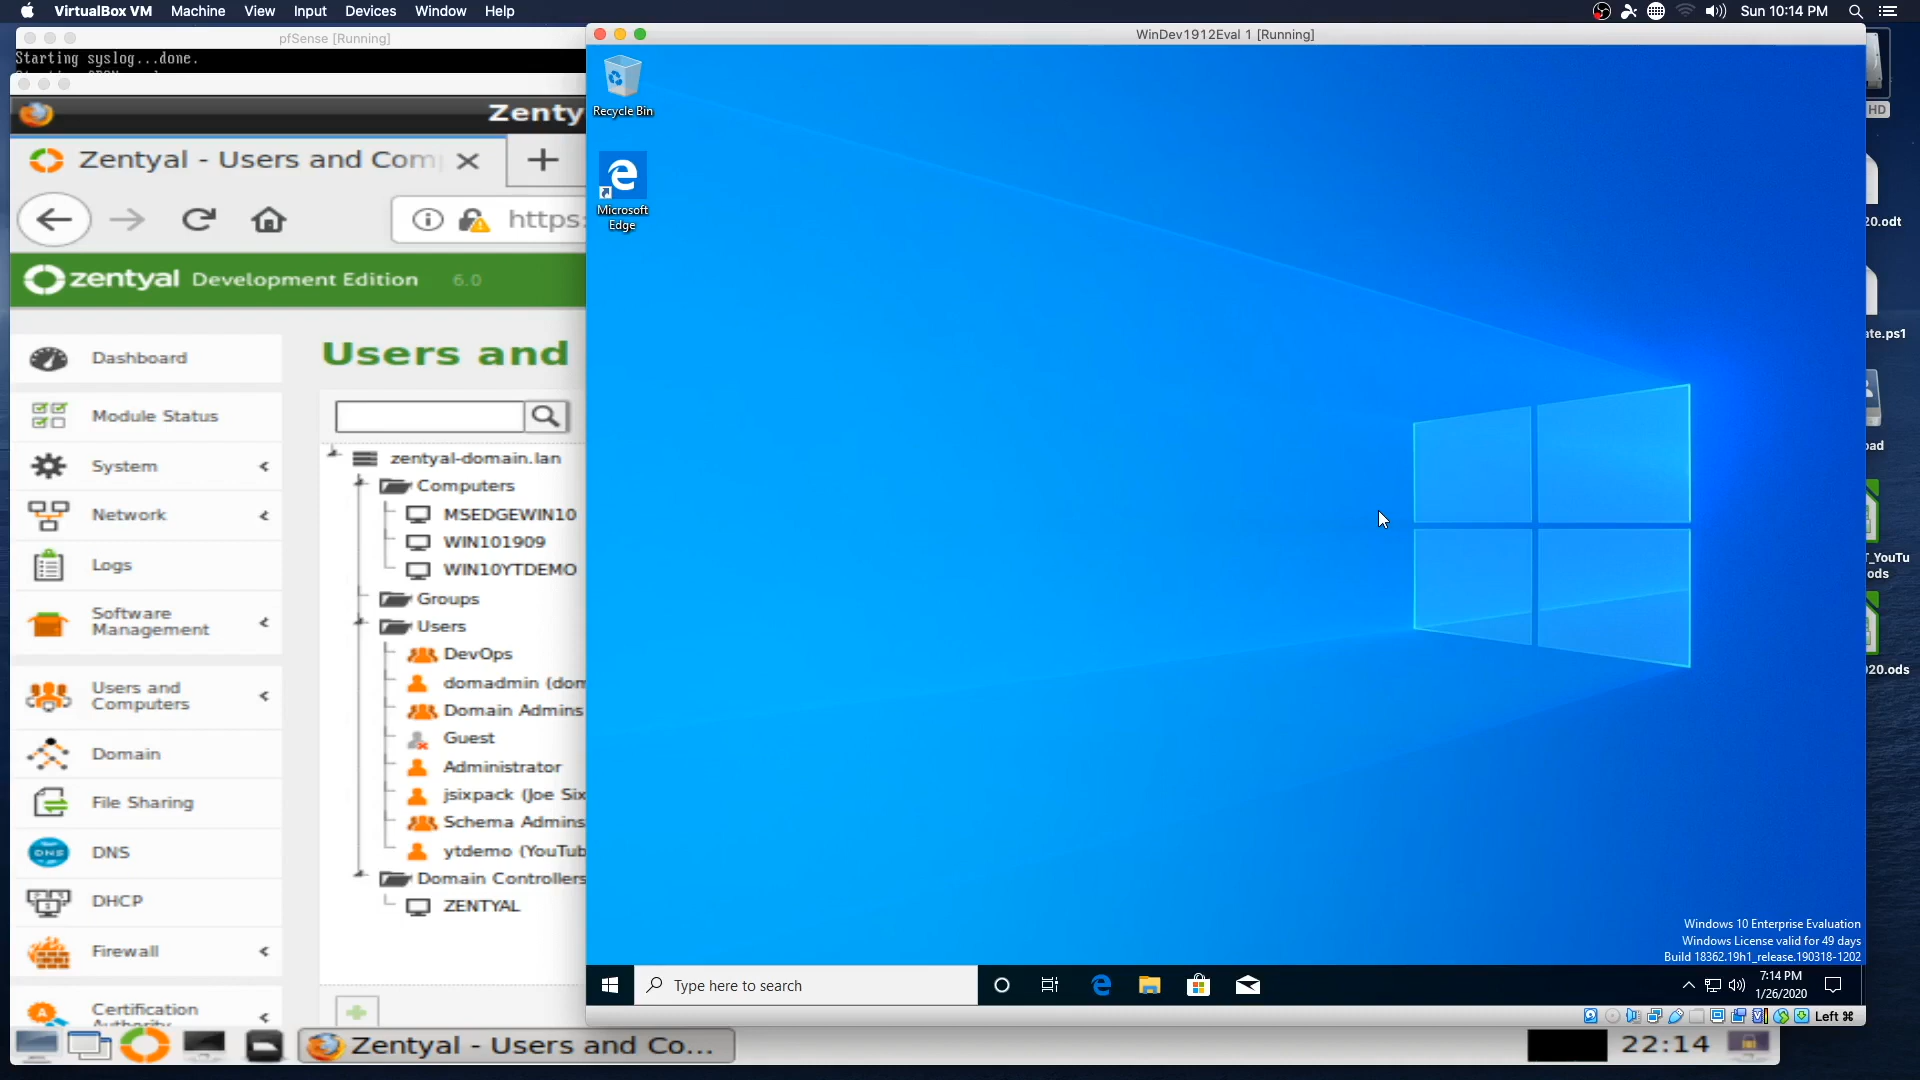 VirtualBox VM Machine View Input Devices Window Help
Sun 10:14 PM
pfSense [Running]
Starting syslog...done.
WinDev1912Eval 1 [Running]
Zenty
Zentyal - Users and Com
https:
zentyal Development Edition 6.0
Dashboard
Module Status
System
Network
Logs
Software
Management
Users and
Computers
Domain
File Sharing
DNS
DNS
DHCP
Firewall
Certification
Authority
Users and
zentyal-domain.lan
Computers
MSEDGEWIN10
WIN101909
WIN10YTDEMO
Groups
Users
DevOps
domadmin (dom
Domain Admins
Guest
Administrator
jsixpack (Joe Six
Schema Admins
ytdemo (YouTub
Domain Controllers
ZENTYAL
Recycle Bin
Microsoft
Edge
HD
20.odt
ate.ps1
oad
T_YouTu
ods
020.ods
Windows 10 Enterprise Evaluation
Windows License valid for 49 days
Build 18362.19h1_release.190318-1202
Type here to search
7:14 PM
1/26/2020
Left ⌘
Zentyal - Users and Co...
22:14